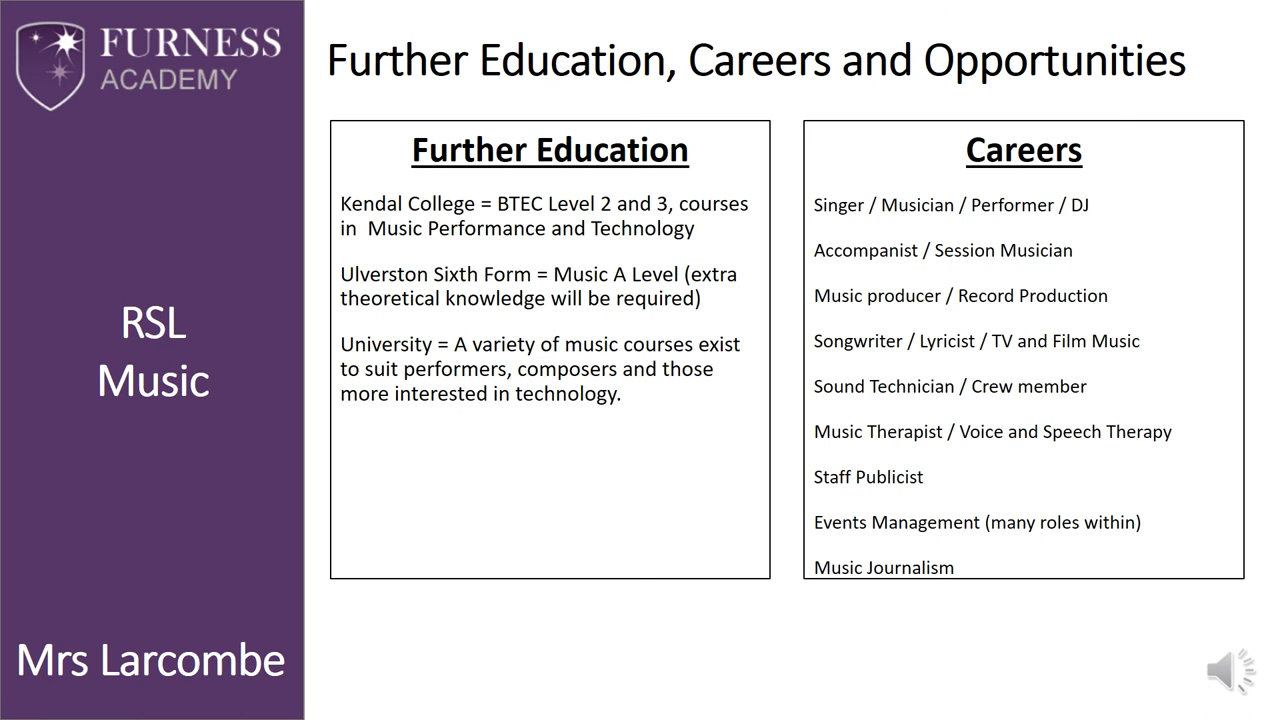 FURNESS
ACADEMY
RSL
Music
Mrs Larcombe
Further Education, Careers and Opportunities
Further Education
Kendal College = BTEC Level 2 and 3, courses
in  Music Performance and Technology
Ulverston Sixth Form = Music A Level (extra
theoretical knowledge will be required)
University = A variety of music courses exist
to suit performers, composers and those
more interested in technology.
Careers
Singer / Musician / Performer / DJ
Accompanist / Session Musician
Music producer / Record Production
Songwriter / Lyricist / TV and Film Music
Sound Technician / Crew member
Music Therapist / Voice and Speech Therapy
Staff Publicist
Events Management (many roles within)
Music Journalism